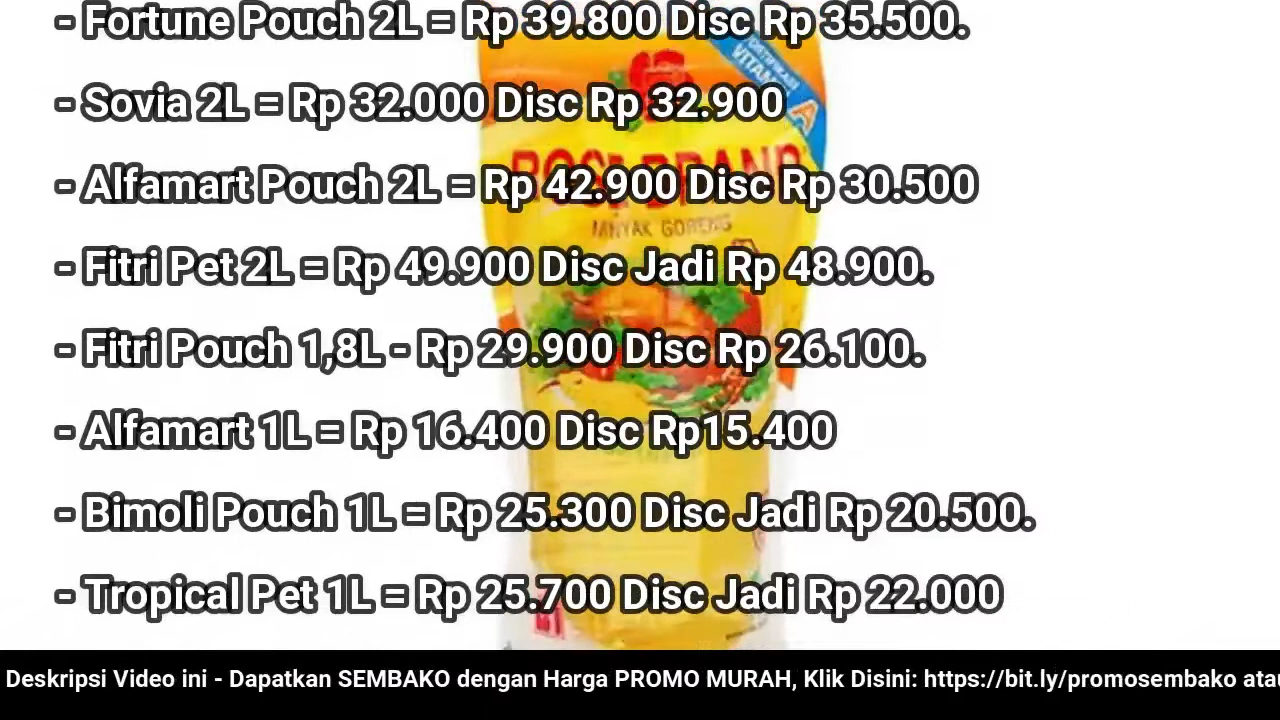 - Fortune Pouch 2L = Rp 39.800 Disc Rp 35.500.
- Sovia 2L = Rp 32.000 Disc Rp 32.900
- Alfamart Pouch 2L = Rp 42.900 Disc Rp 30.500
- Fitri Pet 2L = Rp 49.900 Disc Jadi Rp 48.900.
- Fitri Pouch 1,8L - Rp 29.900 Disc Rp 26.100.
- Alfamart 1L = Rp 16.400 Disc Rp15.400
- Bimoli Pouch 1L = Rp 25.300 Disc Jadi Rp 20.500.
- Tropical Pet 1L = Rp 25.700 Disc Jadi Rp 22.000
ROSE BRAND
MINYAK GORENG
Deskripsi Video ini - Dapatkan SEMBAKO dengan Harga PROMO MURAH, Klik Disini: https://bit.ly/promosembako atau